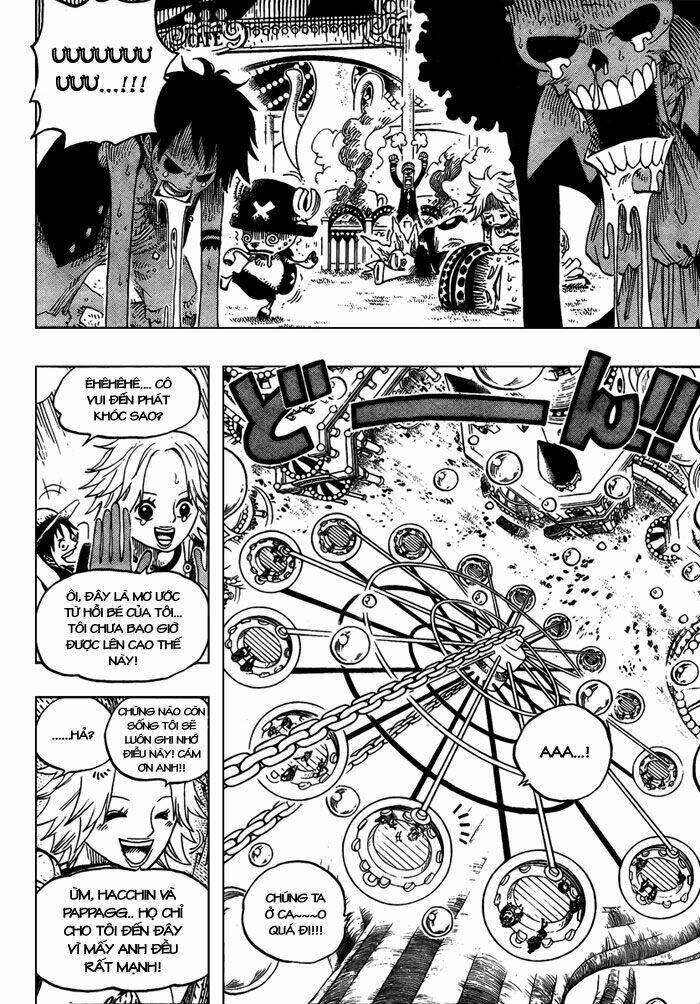 UUUUUUU
UUU...!!!
CAFE
CA
ど―――ん!!
ÊHÊHÊHÊ.... CÔ
VUI ĐẾN PHÁT
KHÓC SAO?
ÔI, ĐÂY LÀ MƠ ƯỚC
TỪ HỒI BÉ CỦA TÔI...
TÔI CHƯA BAO GIỜ
ĐƯỢC LÊN CAO THẾ
NÀY!
AAA....!
CHÚNG TA
Ở CA~~~O
QUÁ ĐI!!!
CHỪNG NÀO CÒN
SỐNG TÔI SẼ
LUÔN GHI NHỚ
ĐIỀU NÀY! CÁM
ƠN ANH!!
......HẢ?
ỪM, HACCHIN VÀ
PAPPAGG.. HỌ CHỈ
CHO TÔI ĐẾN ĐÂY
VÌ MẤY ANH ĐỀU
RẤT MẠNH!